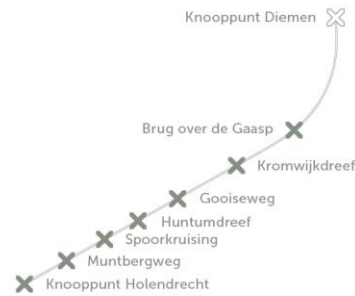 Knooppunt Diemen
Brug over de Gaasp
Kromwijkdreef
Gooiseweg
Huntumdreef
Spoorkruising
Muntbergweg
Knooppunt Holendrecht